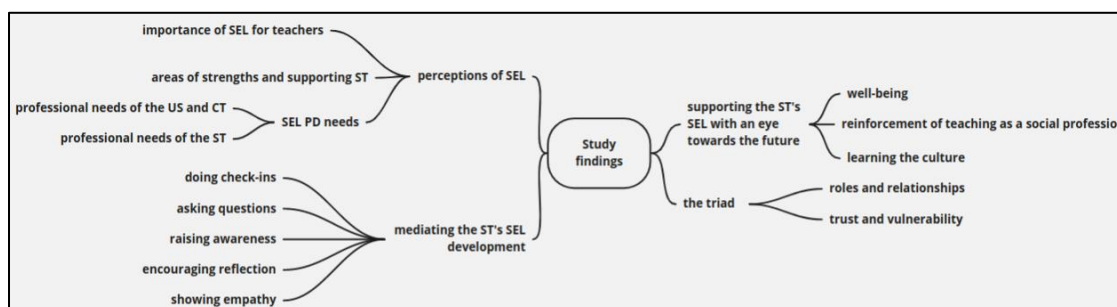 importance of SEL for teachers
areas of strengths and supporting ST
professional needs of the US and CT
professional needs of the ST
SEL PD needs
perceptions of SEL
doing check-ins
asking questions
raising awareness
encouraging reflection
showing empathy
mediating the ST's SEL
development
Study
findings
supporting the ST's
SEL with an eye
towards the future
well-being
reinforcement of teaching as a social professio
learning the culture
the triad
roles and relationships
trust and vulnerability